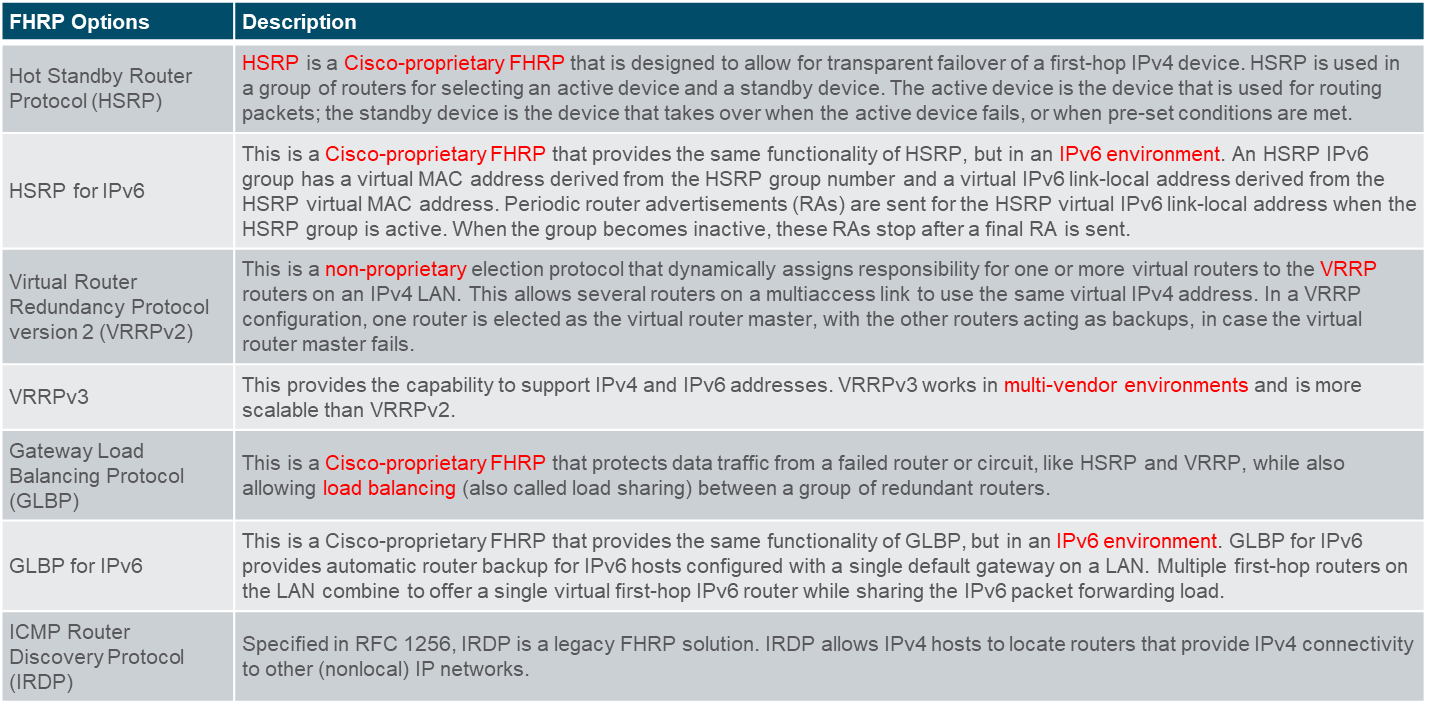 FHRP Options
Description
Hot Standby Router
Protocol (HSRP)
HSRP is a Cisco-proprietary FHRP that is designed to allow for transparent failover of a first-hop IPv4 device. HSRP is used in
a group of routers for selecting an active device and a standby device. The active device is the device that is used for routing
packets; the standby device is the device that takes over when the active device fails, or when pre-set conditions are met.
HSRP for IPv6
This is a Cisco-proprietary FHRP that provides the same functionality of HSRP, but in an IPv6 environment. An HSRP IPv6
group has a virtual MAC address derived from the HSRP group number and a virtual IPv6 link-local address derived from the
HSRP virtual MAC address. Periodic router advertisements (RAs) are sent for the HSRP virtual IPv6 link-local address when the
HSRP group is active. When the group becomes inactive, these RAs stop after a final RA is sent.
Virtual Router
Redundancy Protocol
version 2 (VRRPv2)
This is a non-proprietary election protocol that dynamically assigns responsibility for one or more virtual routers to the VRRP
routers on an IPv4 LAN. This allows several routers on a multiaccess link to use the same virtual IPv4 address. In a VRRP
configuration, one router is elected as the virtual router master, with the other routers acting as backups, in case the virtual
router master fails.
VRRPv3
This provides the capability to support IPv4 and IPv6 addresses. VRRPv3 works in multi-vendor environments and is more
scalable than VRRPv2.
Gateway Load
Balancing Protocol
(GLBP)
This is a Cisco-proprietary FHRP that protects data traffic from a failed router or circuit, like HSRP and VRRP, while also
allowing load balancing (also called load sharing) between a group of redundant routers.
GLBP for IPv6
This is a Cisco-proprietary FHRP that provides the same functionality of GLBP, but in an IPv6 environment. GLBP for IPv6
provides automatic router backup for IPv6 hosts configured with a single default gateway on a LAN. Multiple first-hop routers on
the LAN combine to offer a single virtual first-hop IPv6 router while sharing the IPv6 packet forwarding load.
ICMP Router
Discovery Protocol
(IRDP)
Specified in RFC 1256, IRDP is a legacy FHRP solution. IRDP allows IPv4 hosts to locate routers that provide IPv4 connectivity
to other (nonlocal) IP networks.